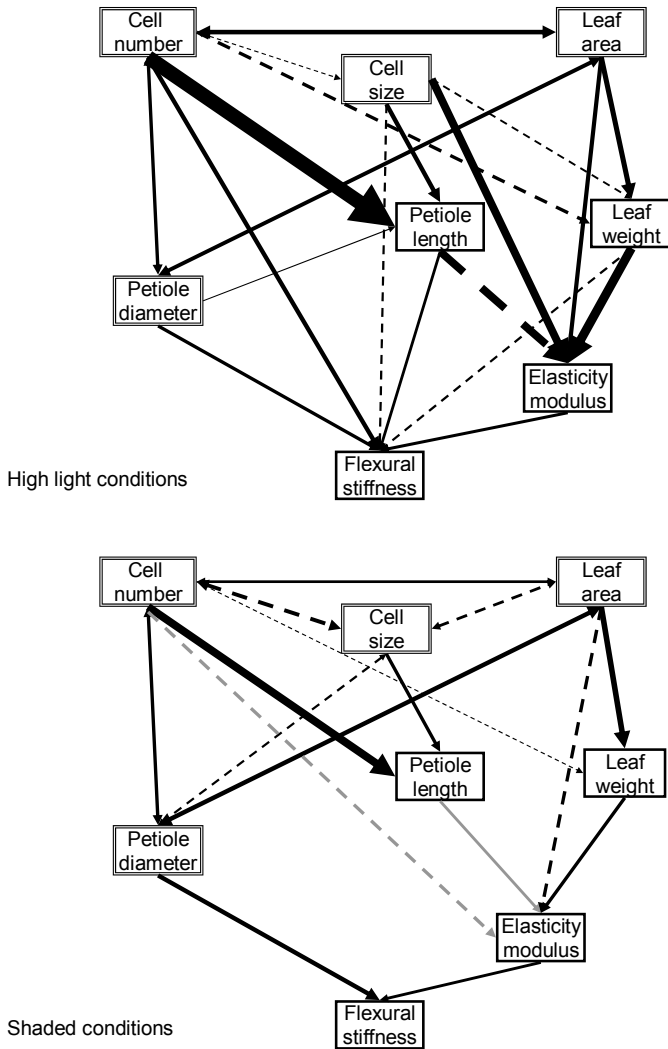 Cell
number
Leaf
area
Cell
size
Petiole
length
Leaf
weight
Petiole
diameter
Elasticity
modulus
Flexural
stiffness
High light conditions
Cell
number
Leaf
area
Cell
size
Petiole
length
Leaf
weight
Petiole
diameter
Elasticity
modulus
Flexural
stiffness
Shaded conditions